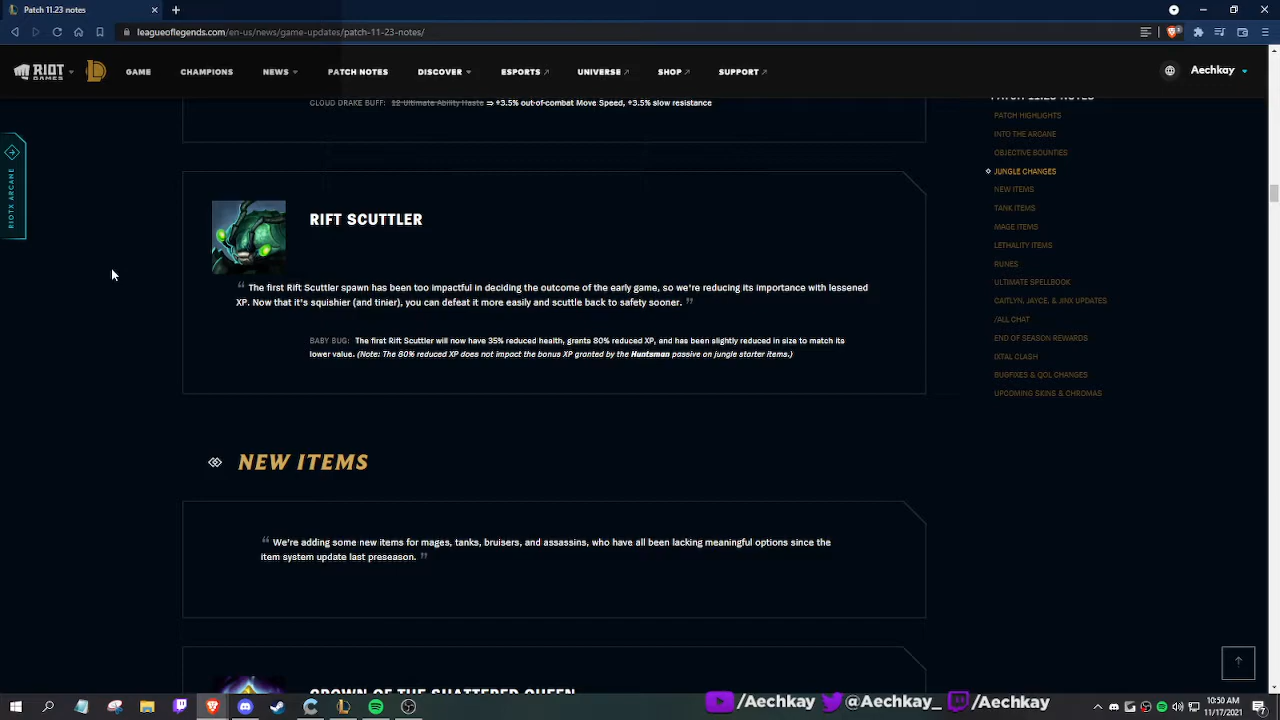 Patch 11.23 notes
leagueoflegends.com/en-us/news/game-updates/patch-11-23-notes/
RIOT GAMES
GAME
CHAMPIONS
NEWS
PATCH NOTES
DISCOVER
ESPORTS
UNIVERSE
SHOP
SUPPORT
Aechkay
CLOUD DRAKE BUFF: 12 Ultimate Ability Haste ⇒ +3.5% out-of-combat Move Speed, +3.5% slow resistance
RIOTX ARCANE
RIFT SCUTTLER
“ The first Rift Scuttler spawn has been too impactful in deciding the outcome of the early game, so we're reducing its importance with lessened
XP. Now that it's squishier (and tinier), you can defeat it more easily and scuttle back to safety sooner. ”
BABY BUG: The first Rift Scuttler will now have 35% reduced health, grants 80% reduced XP, and has been slightly reduced in size to match its
lower value. (Note: The 80% reduced XP does not impact the bonus XP granted by the Huntsman passive on jungle starter items.)
NEW ITEMS
“ We're adding some new items for mages, tanks, bruisers, and assassins, who have all been lacking meaningful options since the
item system update last preseason. ”
CROWN OF THE SHATTERED QUEEN
PATCH 11.23 NOTES
PATCH HIGHLIGHTS
INTO THE ARCANE
OBJECTIVE BOUNTIES
JUNGLE CHANGES
NEW ITEMS
TANK ITEMS
MAGE ITEMS
LETHALITY ITEMS
RUNES
ULTIMATE SPELLBOOK
CAITLYN, JAYCE, & JINX UPDATES
/ALL CHAT
END OF SEASON REWARDS
IXTAL CLASH
BUGFIXES & QOL CHANGES
UPCOMING SKINS & CHROMAS
/Aechkay
@Aechkay_
/Aechkay
10:50 AM
11/17/2021